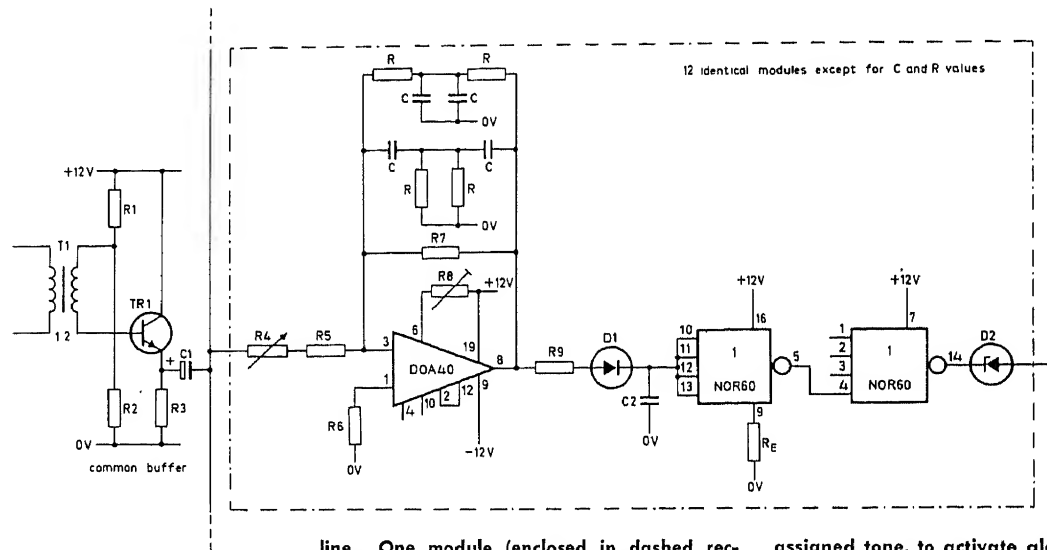 12 identical modules except for C and R values
R R
C C
0V
C C
R R
0V
+12V
R1
T1
1 2
TR1
+ C1
R2 R3
0V
common buffer
R7
R8
+12V
6
R4 R5
3 19
DOA40
8
1 9
4 10 2 12
R6
0V
-12V
R9
D1
C2
0V
+12V
16
10
11
12
13
1
NOR60
5
9
RE
0V
+12V
7
1
2
3
4
1
NOR60
14
D2
line. One module (enclosed in dashed rec-
assigned tone, to activate